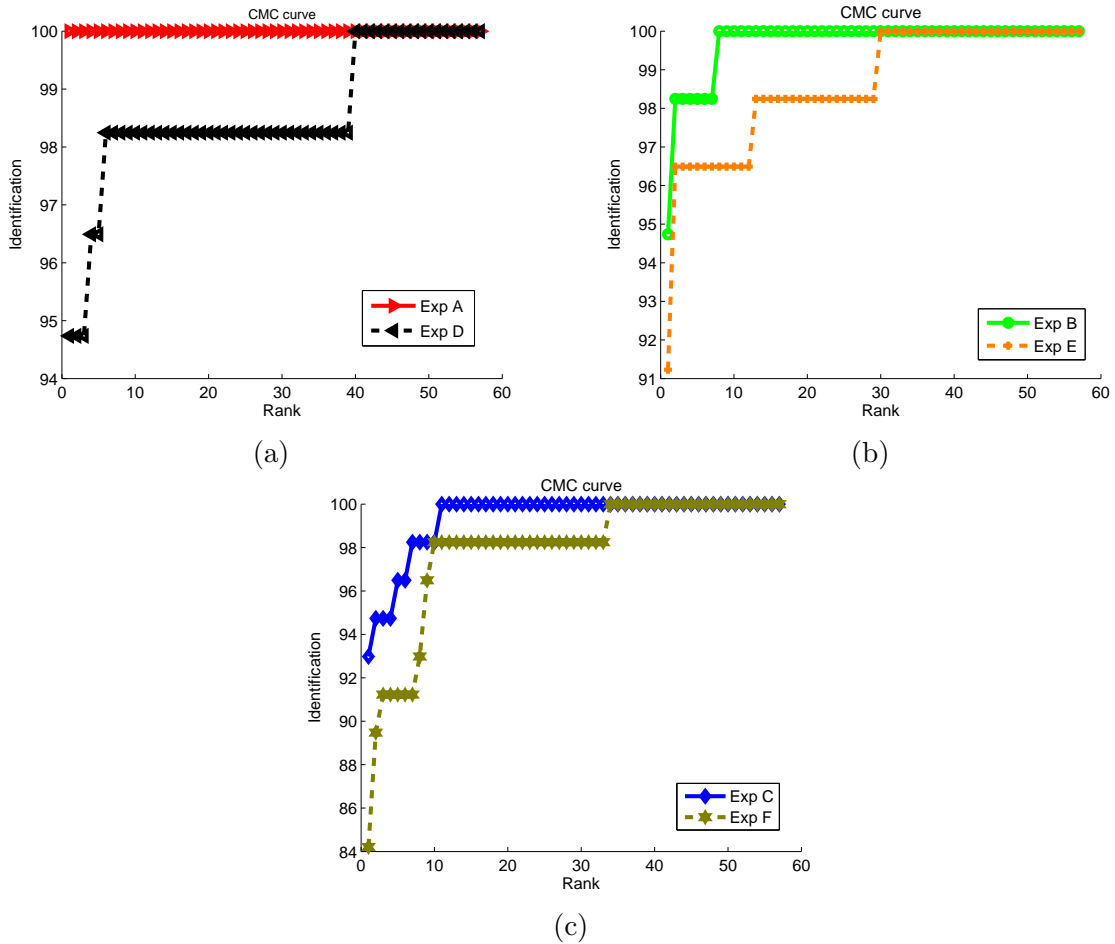 CMC curve
100
99
98
97
96
95
94
0 10 20 30 40 50 60
Identification
Rank
Exp A
Exp D
(a)
CMC curve
100
99
98
97
96
95
94
93
92
91
0 10 20 30 40 50 60
Identification
Rank
Exp B
Exp E
(b)
CMC curve
100
98
96
94
92
90
88
86
84
0 10 20 30 40 50 60
Identification
Rank
Exp C
Exp F
(c)